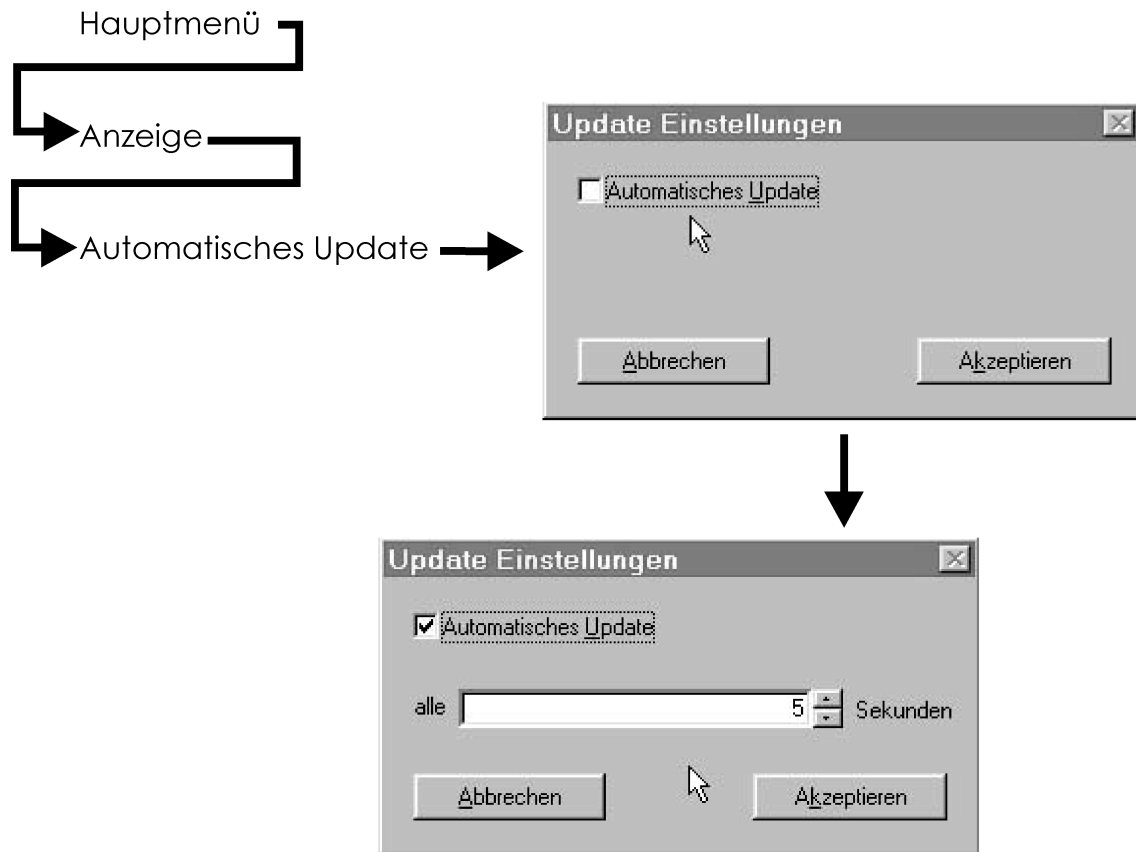 Hauptmenü
Anzeige
Automatisches Update
Update Einstellungen
Automatisches Update
Abbrechen
Akzeptieren
Update Einstellungen
Automatisches Update
alle 5 Sekunden
Abbrechen
Akzeptieren